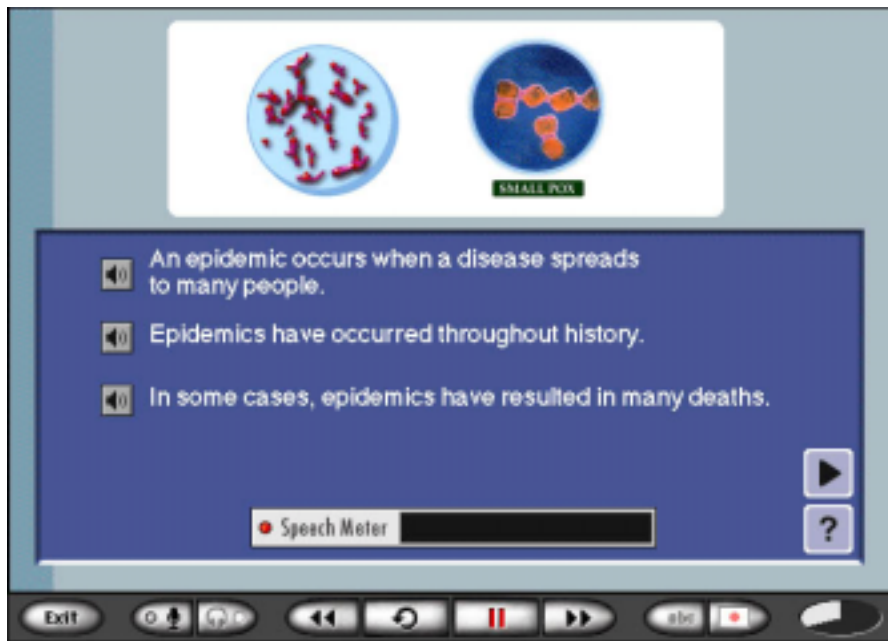 SMALL POX
An epidemic occurs when a disease spreads
to many people.
Epidemics have occurred throughout history.
In some cases, epidemics have resulted in many deaths.
?
Speech Meter
Exit
abc